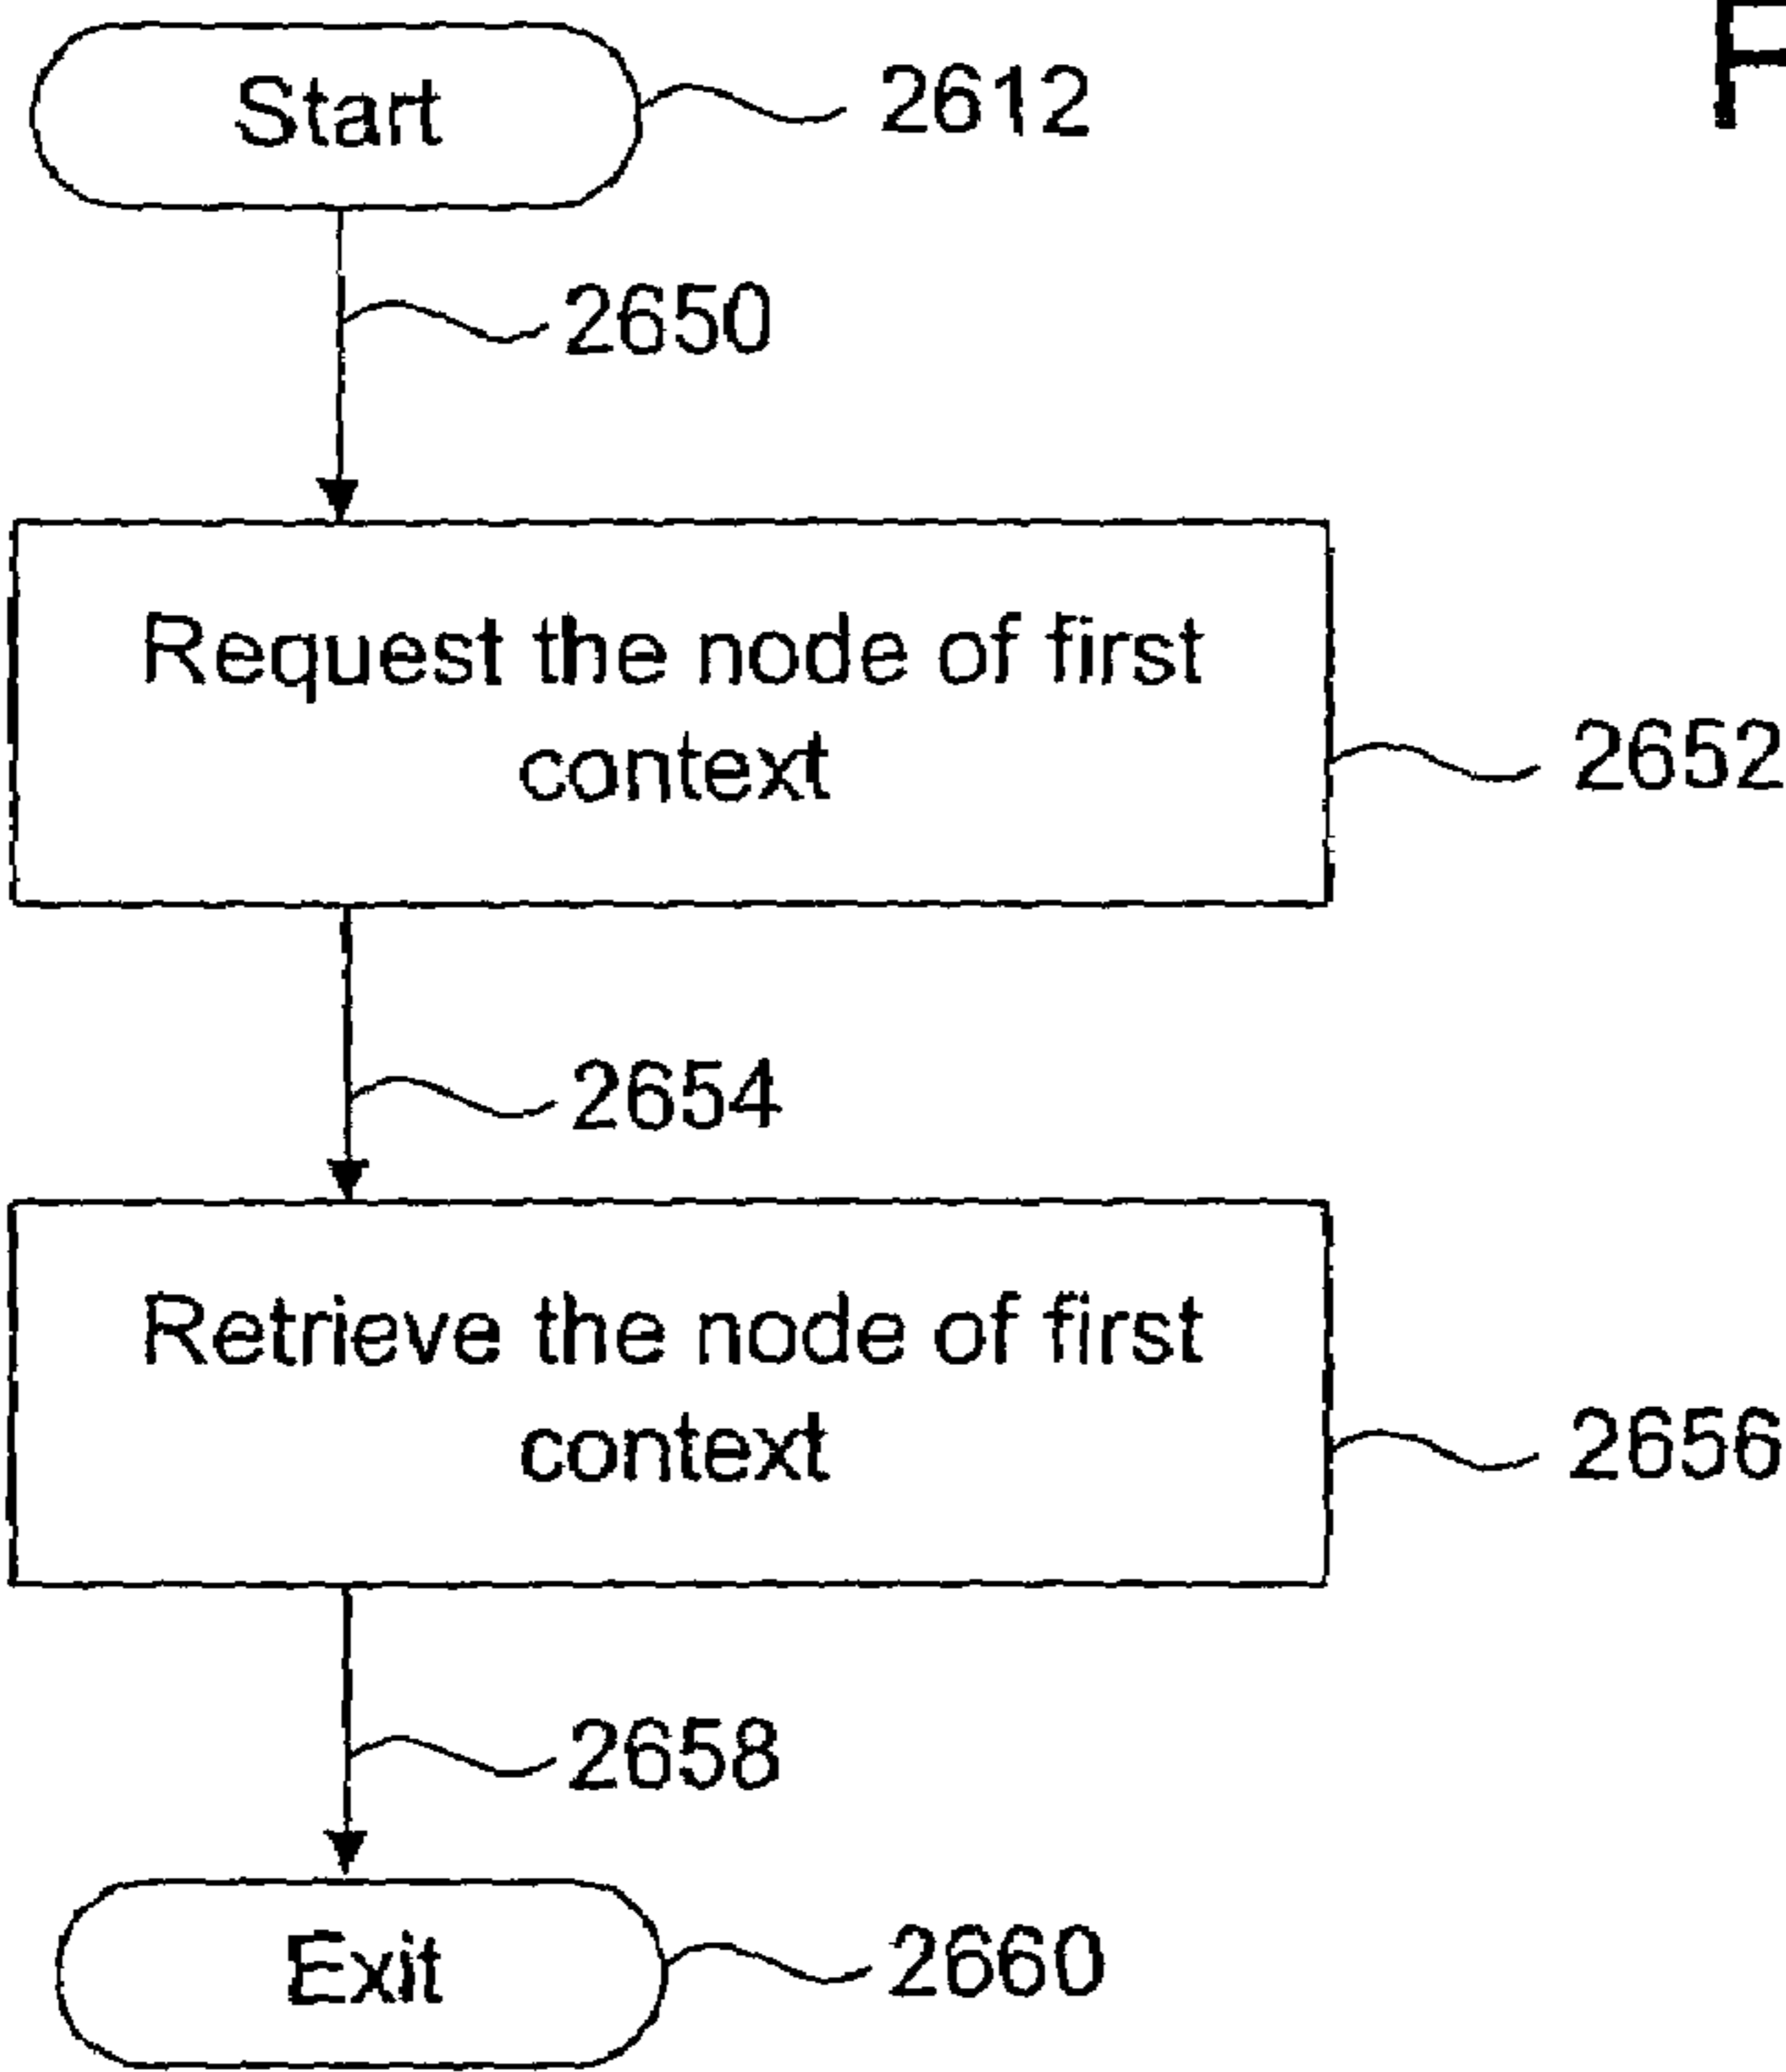 Start
2612
F
2650
Request the node of first
context
2652
2654
Retrieve the node of first
context
2656
2658
Exit
2660